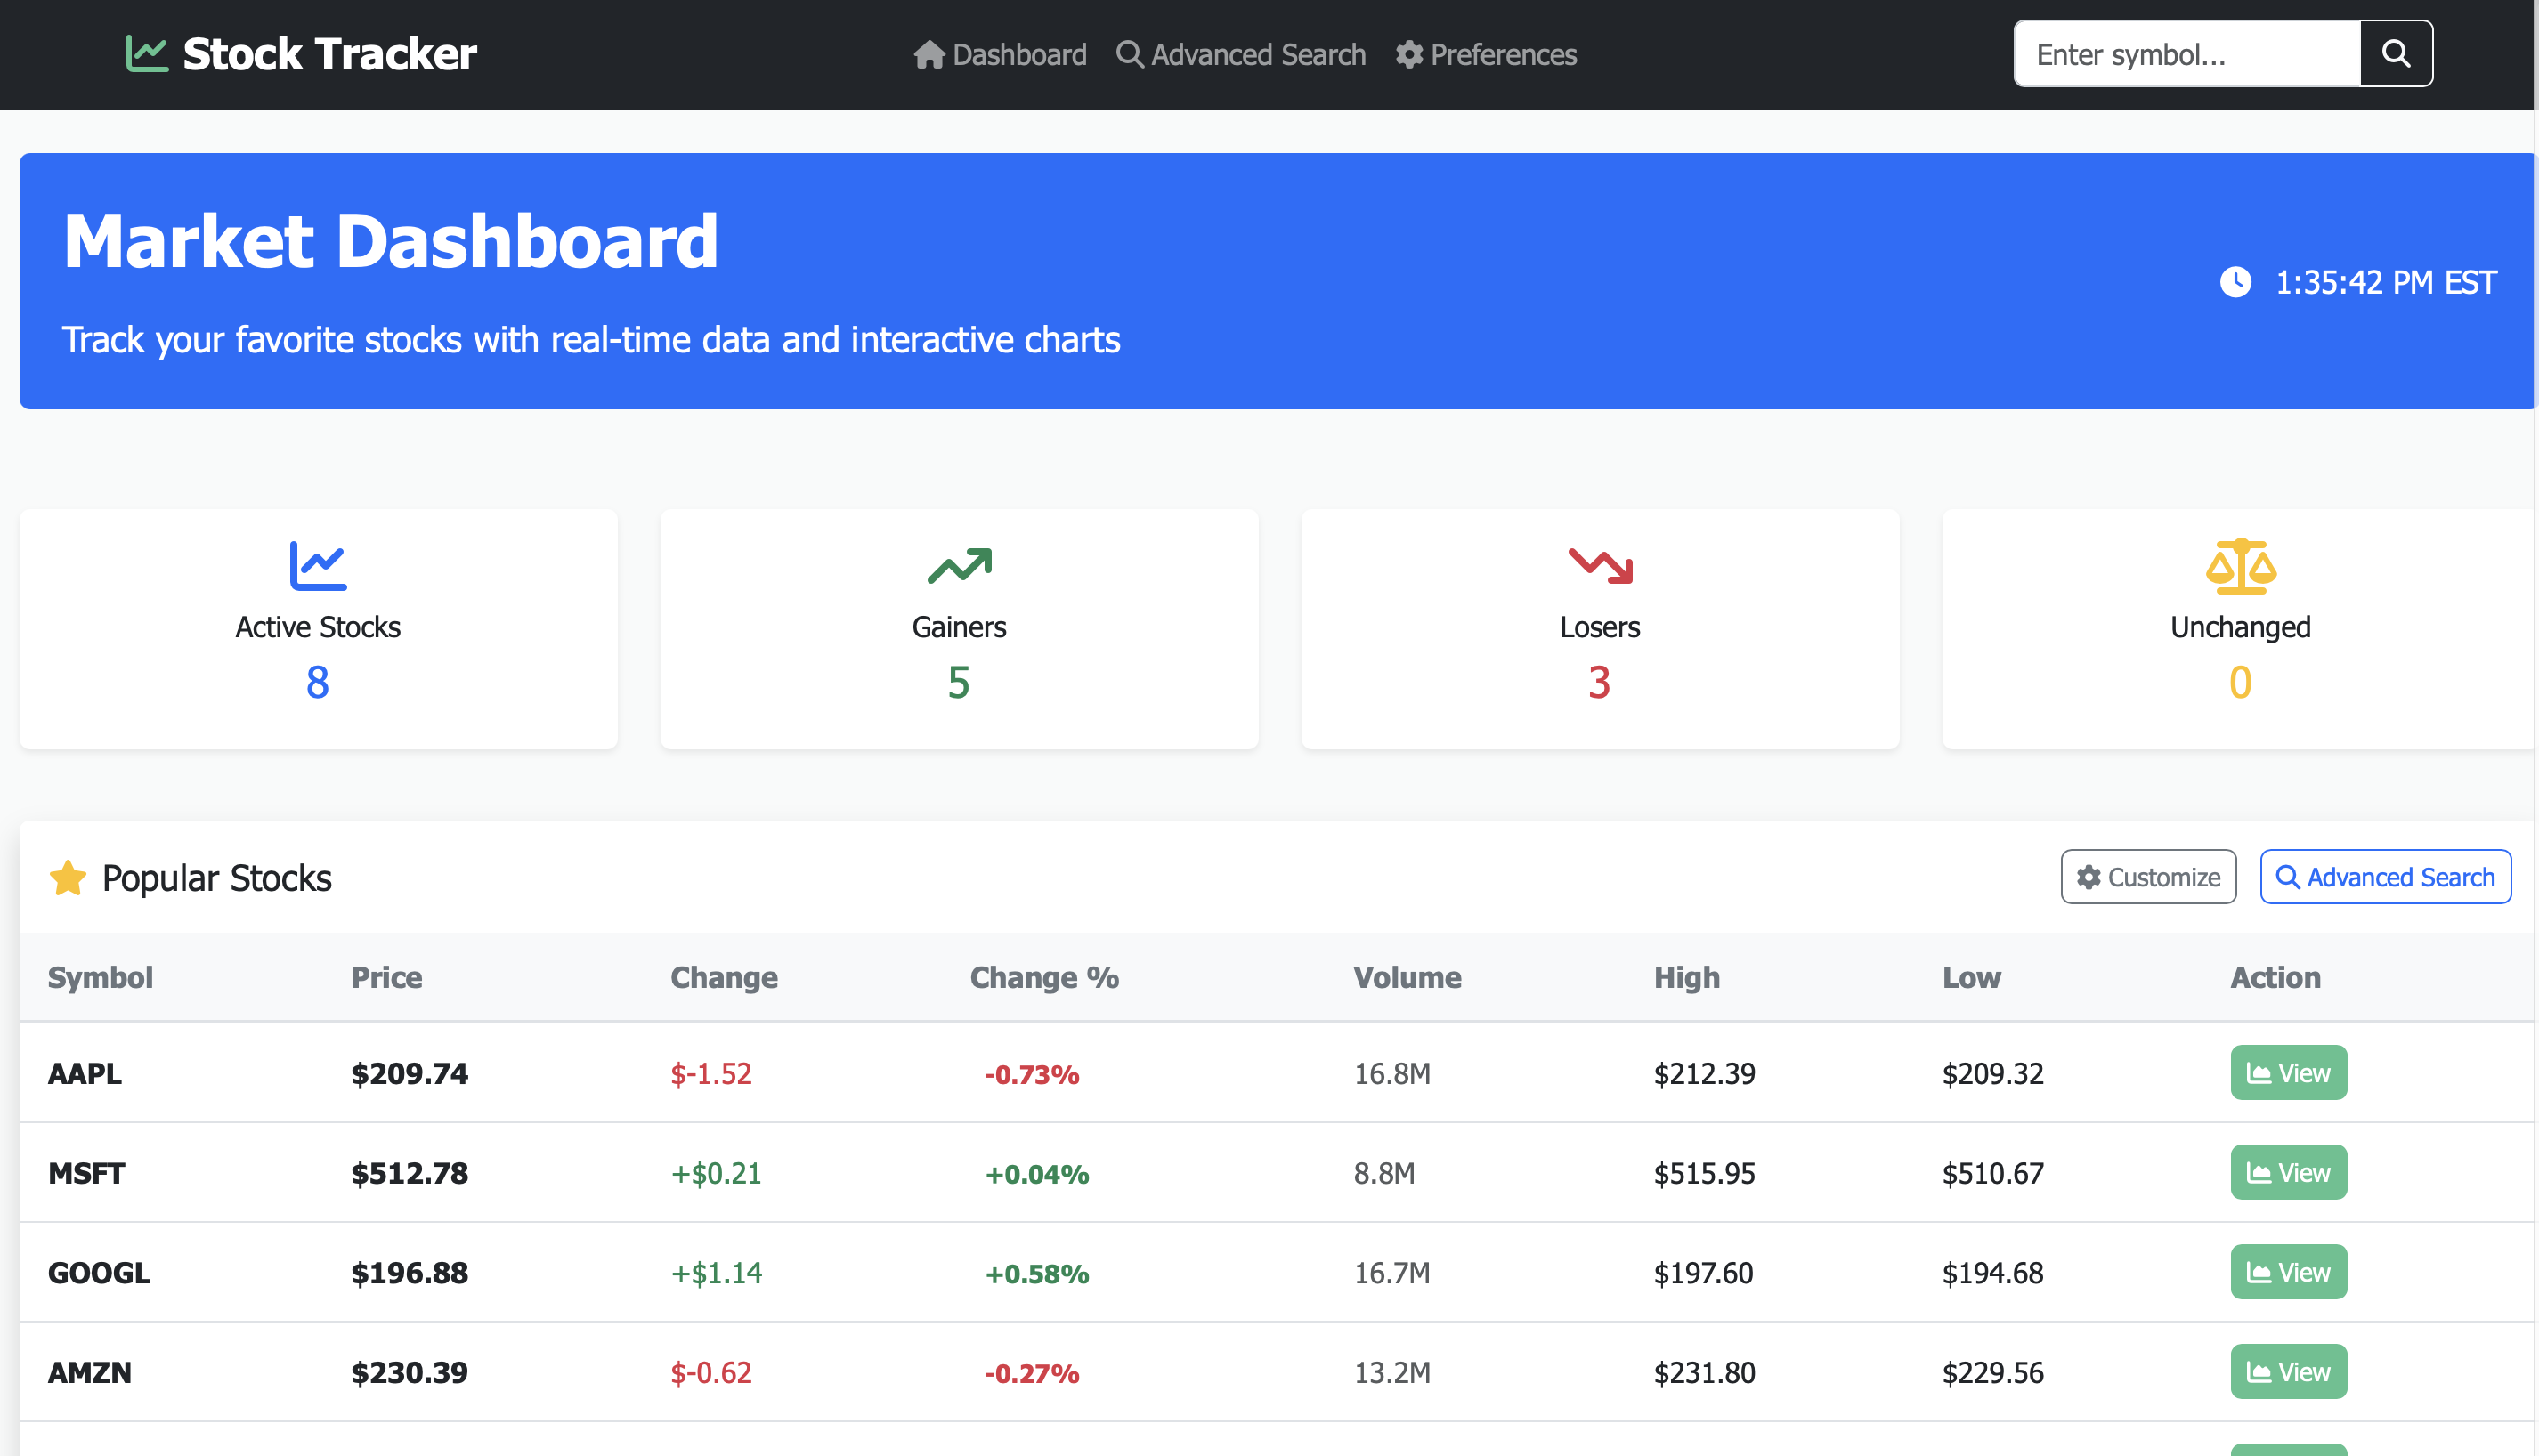 Stock Tracker
Dashboard Advanced Search Preferences
Enter symbol...
Market Dashboard
1:35:42 PM EST
Track your favorite stocks with real-time data and interactive charts
Active Stocks
8
Gainers
5
Losers
3
Unchanged
0
Popular Stocks
Customize Advanced Search
Symbol Price Change Change % Volume High Low Action
AAPL $209.74 $-1.52 -0.73% 16.8M $212.39 $209.32 View
MSFT $512.78 +$0.21 +0.04% 8.8M $515.95 $510.67 View
GOOGL $196.88 +$1.14 +0.58% 16.7M $197.60 $194.68 View
AMZN $230.39 $-0.62 -0.27% 13.2M $231.80 $229.56 View